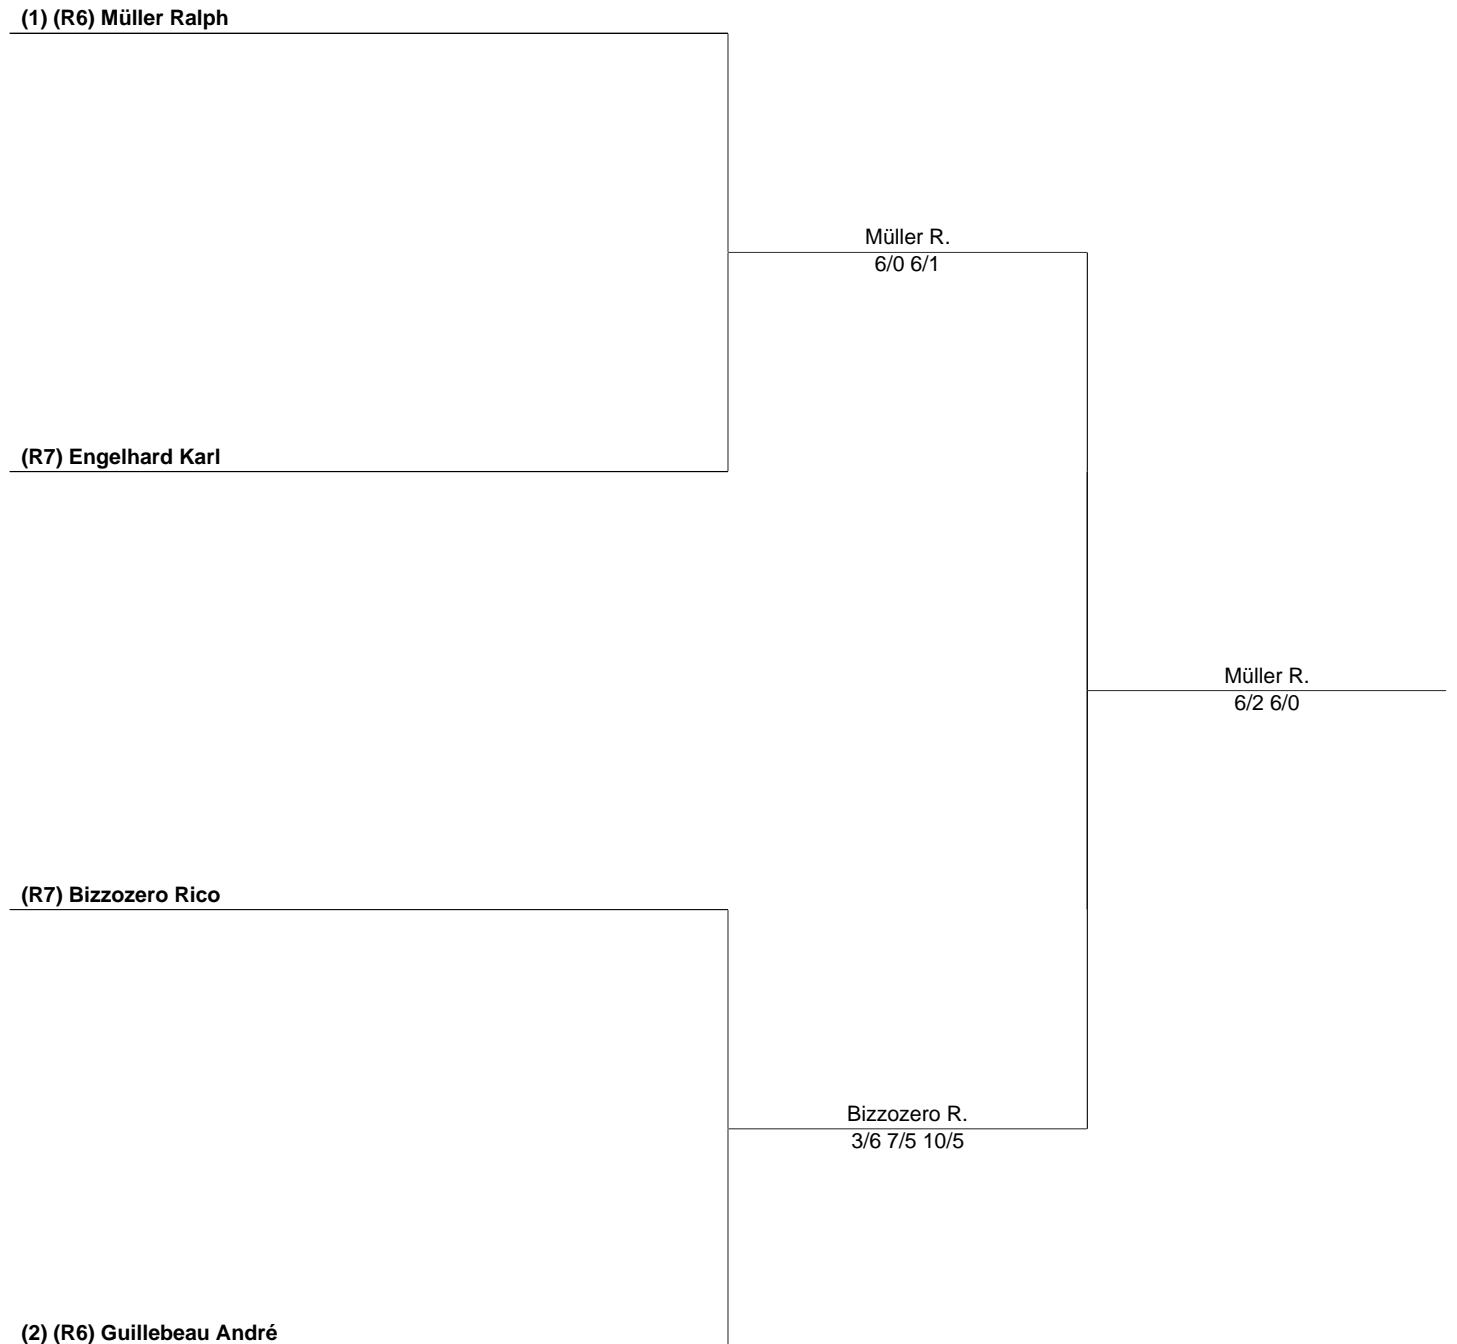 (1) (R6) Müller Ralph
Müller R.
6/0 6/1
(R7) Engelhard Karl
Müller R.
6/2 6/0
(R7) Bizzozero Rico
Bizzozero R.
3/6 7/5 10/5
(2) (R6) Guillebeau André